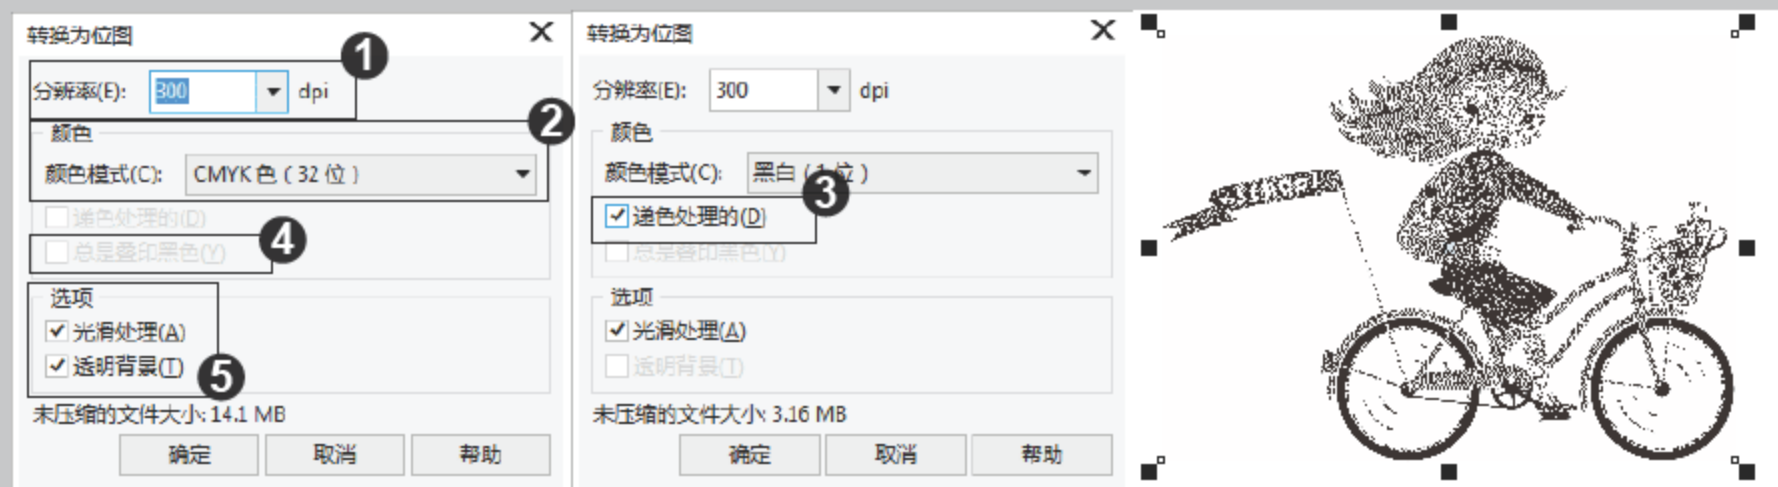 转换为位图
分辨率(E): 300 dpi
颜色
颜色模式(C): CMYK 色 ( 32 位 )
递色处理的(D)
总是叠印黑色(Y)
选项
光滑处理(A)
透明背景(T)
未压缩的文件大小: 14.1 MB
确定 取消 帮助
1
2
4
5
转换为位图
分辨率(E): 300 dpi
颜色
颜色模式(C): 黑白 ( 1 位 )
递色处理的(D)
总是叠印黑色(Y)
选项
光滑处理(A)
透明背景(T)
未压缩的文件大小: 3.16 MB
确定 取消 帮助
3